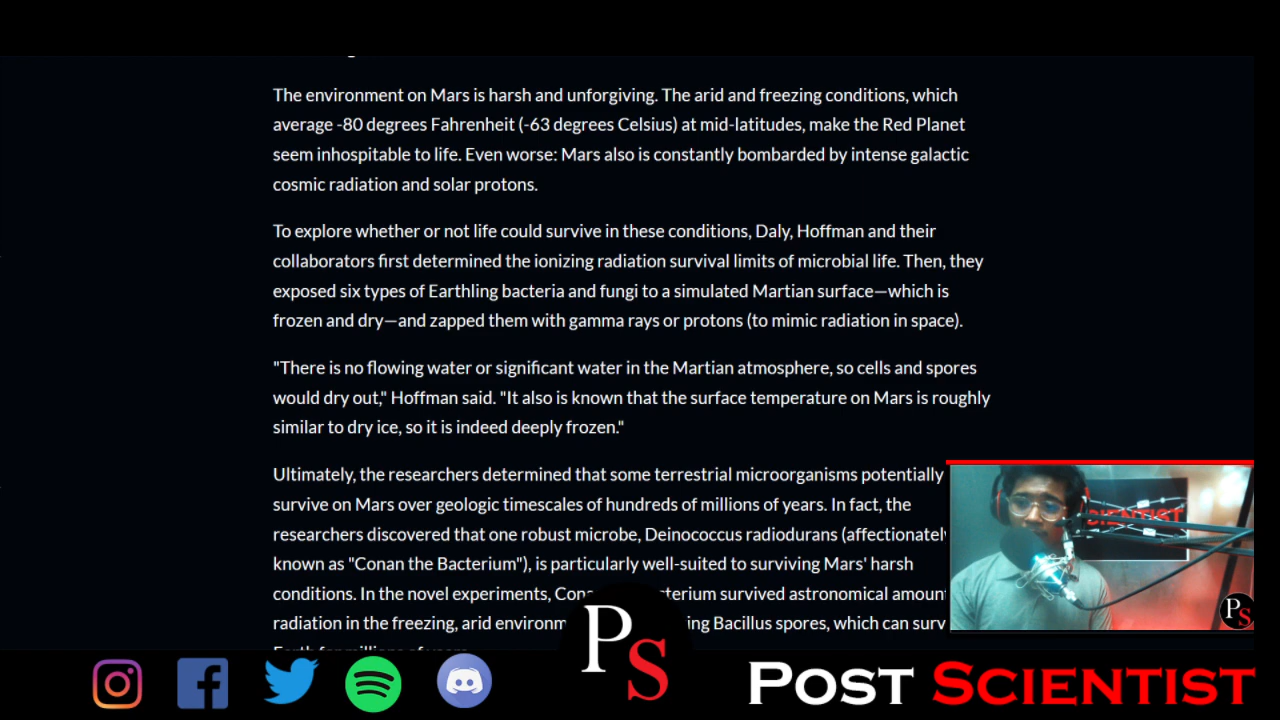 The environment on Mars is harsh and unforgiving. The arid and freezing conditions, which
average -80 degrees Fahrenheit (-63 degrees Celsius) at mid-latitudes, make the Red Planet
seem inhospitable to life. Even worse: Mars also is constantly bombarded by intense galactic
cosmic radiation and solar protons.
To explore whether or not life could survive in these conditions, Daly, Hoffman and their
collaborators first determined the ionizing radiation survival limits of microbial life. Then, they
exposed six types of Earthling bacteria and fungi to a simulated Martian surface—which is
frozen and dry—and zapped them with gamma rays or protons (to mimic radiation in space).
"There is no flowing water or significant water in the Martian atmosphere, so cells and spores
would dry out," Hoffman said. "It also is known that the surface temperature on Mars is roughly
similar to dry ice, so it is indeed deeply frozen."
Ultimately, the researchers determined that some terrestrial microorganisms potentially
survive on Mars over geologic timescales of hundreds of millions of years. In fact, the
researchers discovered that one robust microbe, Deinococcus radiodurans (affectionatel
known as "Conan the Bacterium"), is particularly well-suited to surviving Mars' harsh
conditions. In the novel experiments, Con terium survived astronomical amoun
radiation in the freezing, arid environm ing Bacillus spores, which can surv
PS
PS
POST SCIENTIST